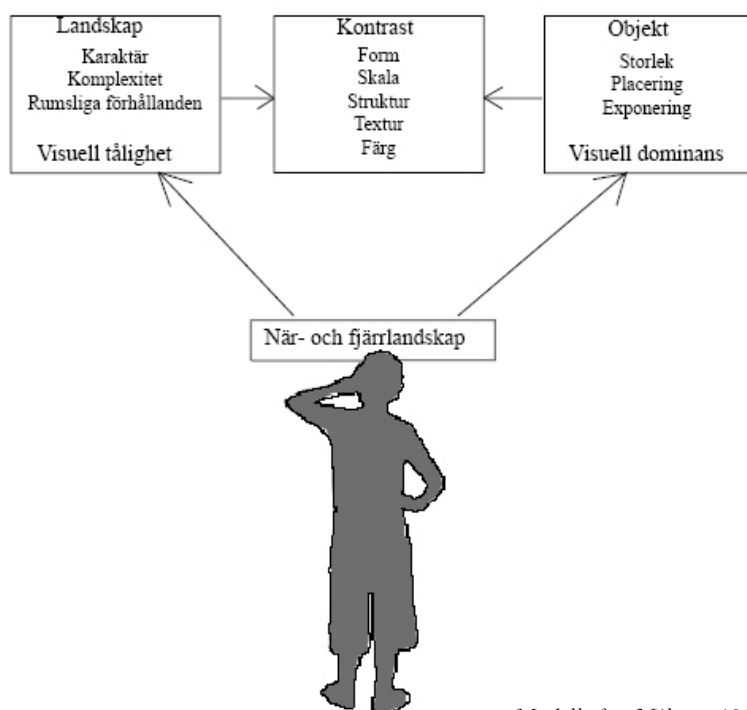 Landskap
Karaktär
Komplexitet
Rumsliga förhållanden
Visuell tålighet
Kontrast
Form
Skala
Struktur
Textur
Färg
Objekt
Storlek
Placering
Exponering
Visuell dominans
När- och fjärrlandskap